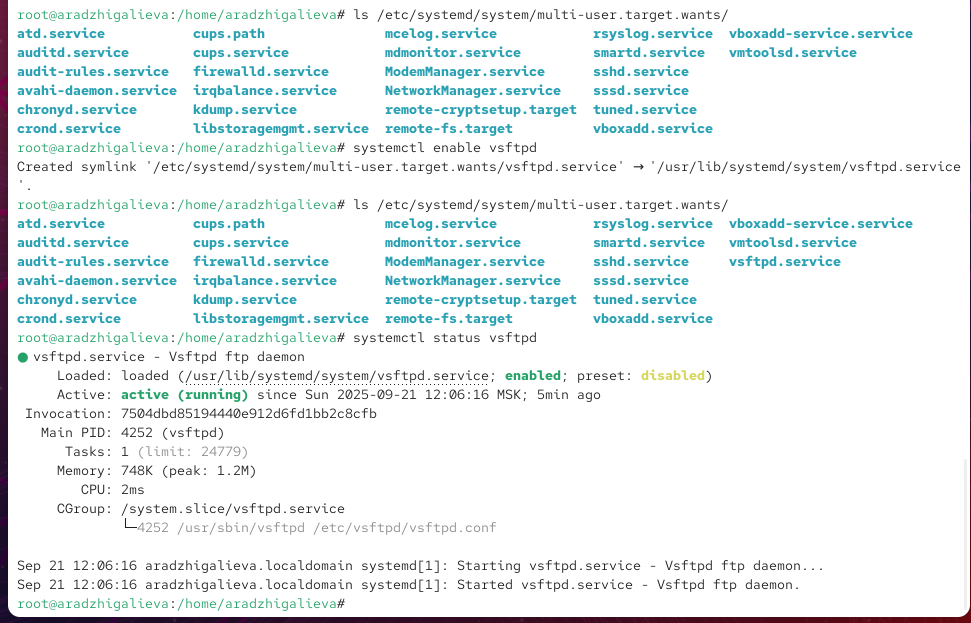 root@aradzhigalieva:/home/aradzhigalieva# ls /etc/systemd/system/multi-user.target.wants/
atd.service            cups.path                mcelog.service            rsyslog.service  vboxadd-service.service
auditd.service         cups.service             mdmonitor.service         smartd.service   vmtoolsd.service
audit-rules.service    firewalld.service        ModemManager.service      sshd.service
avahi-daemon.service   irqbalance.service       NetworkManager.service    sssd.service
chronyd.service        kdump.service            remote-cryptsetup.target  tuned.service
crond.service          libstoragemgmt.service   remote-fs.target          vboxadd.service
root@aradzhigalieva:/home/aradzhigalieva# systemctl enable vsftpd
Created symlink '/etc/systemd/system/multi-user.target.wants/vsftpd.service' → '/usr/lib/systemd/system/vsftpd.service
'.
root@aradzhigalieva:/home/aradzhigalieva# ls /etc/systemd/system/multi-user.target.wants/
atd.service            cups.path                mcelog.service            rsyslog.service  vboxadd-service.service
auditd.service         cups.service             mdmonitor.service         smartd.service   vmtoolsd.service
audit-rules.service    firewalld.service        ModemManager.service      sshd.service     vsftpd.service
avahi-daemon.service   irqbalance.service       NetworkManager.service    sssd.service
chronyd.service        kdump.service            remote-cryptsetup.target  tuned.service
crond.service          libstoragemgmt.service   remote-fs.target          vboxadd.service
root@aradzhigalieva:/home/aradzhigalieva# systemctl status vsftpd
● vsftpd.service - Vsftpd ftp daemon
     Loaded: loaded (/usr/lib/systemd/system/vsftpd.service; enabled; preset: disabled)
     Active: active (running) since Sun 2025-09-21 12:06:16 MSK; 5min ago
 Invocation: 7504dbd85194440e912d6fd1bb2c8cfb
   Main PID: 4252 (vsftpd)
      Tasks: 1 (limit: 24779)
     Memory: 748K (peak: 1.2M)
        CPU: 2ms
     CGroup: /system.slice/vsftpd.service
             └─4252 /usr/sbin/vsftpd /etc/vsftpd/vsftpd.conf
Sep 21 12:06:16 aradzhigalieva.localdomain systemd[1]: Starting vsftpd.service - Vsftpd ftp daemon...
Sep 21 12:06:16 aradzhigalieva.localdomain systemd[1]: Started vsftpd.service - Vsftpd ftp daemon.
root@aradzhigalieva:/home/aradzhigalieva#